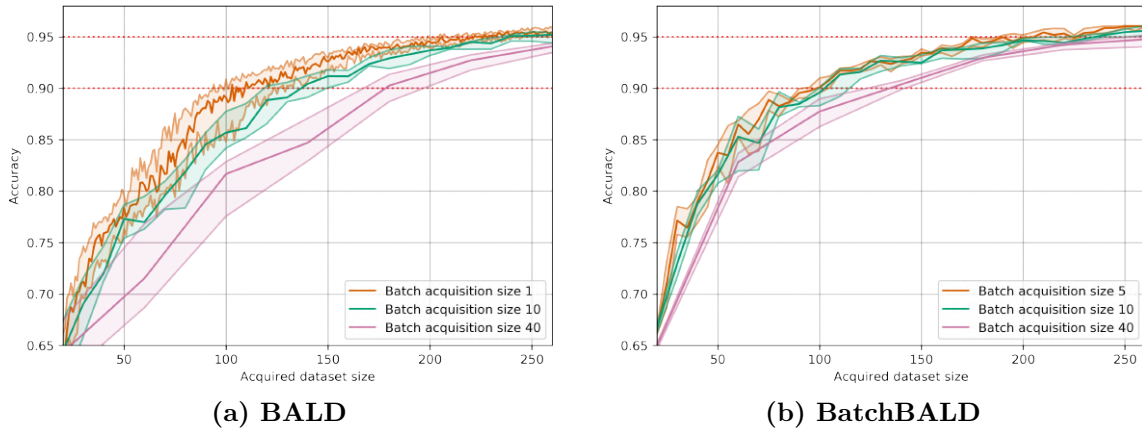 0.95
0.90
0.85
0.80
0.75
0.70
0.65
Accuracy
50
100
150
200
250
Acquired dataset size
Batch acquisition size 1
Batch acquisition size 10
Batch acquisition size 40
(a) BALD
0.95
0.90
0.85
0.80
0.75
0.70
0.65
Accuracy
50
100
150
200
250
Acquired dataset size
Batch acquisition size 5
Batch acquisition size 10
Batch acquisition size 40
(b) BatchBALD